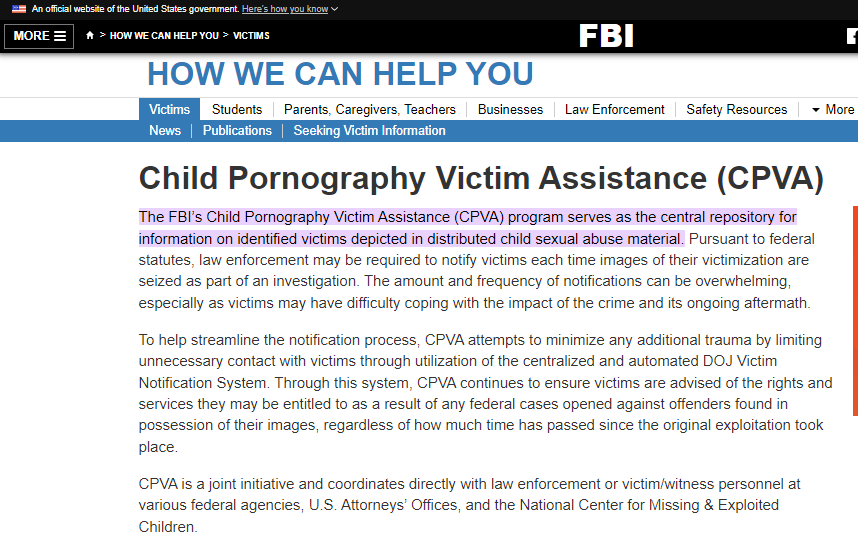 An official website of the United States government. Here's how you know
MORE
> HOW WE CAN HELP YOU > VICTIMS
FBI
HOW WE CAN HELP YOU
Victims Students Parents, Caregivers, Teachers Businesses Law Enforcement Safety Resources More
News Publications Seeking Victim Information
Child Pornography Victim Assistance (CPVA)
The FBI’s Child Pornography Victim Assistance (CPVA) program serves as the central repository for
information on identified victims depicted in distributed child sexual abuse material. Pursuant to federal
statutes, law enforcement may be required to notify victims each time images of their victimization are
seized as part of an investigation. The amount and frequency of notifications can be overwhelming,
especially as victims may have difficulty coping with the impact of the crime and its ongoing aftermath.
To help streamline the notification process, CPVA attempts to minimize any additional trauma by limiting
unnecessary contact with victims through utilization of the centralized and automated DOJ Victim
Notification System. Through this system, CPVA continues to ensure victims are advised of the rights and
services they may be entitled to as a result of any federal cases opened against offenders found in
possession of their images, regardless of how much time has passed since the original exploitation took
place.
CPVA is a joint initiative and coordinates directly with law enforcement or victim/witness personnel at
various federal agencies, U.S. Attorneys’ Offices, and the National Center for Missing & Exploited
Children.